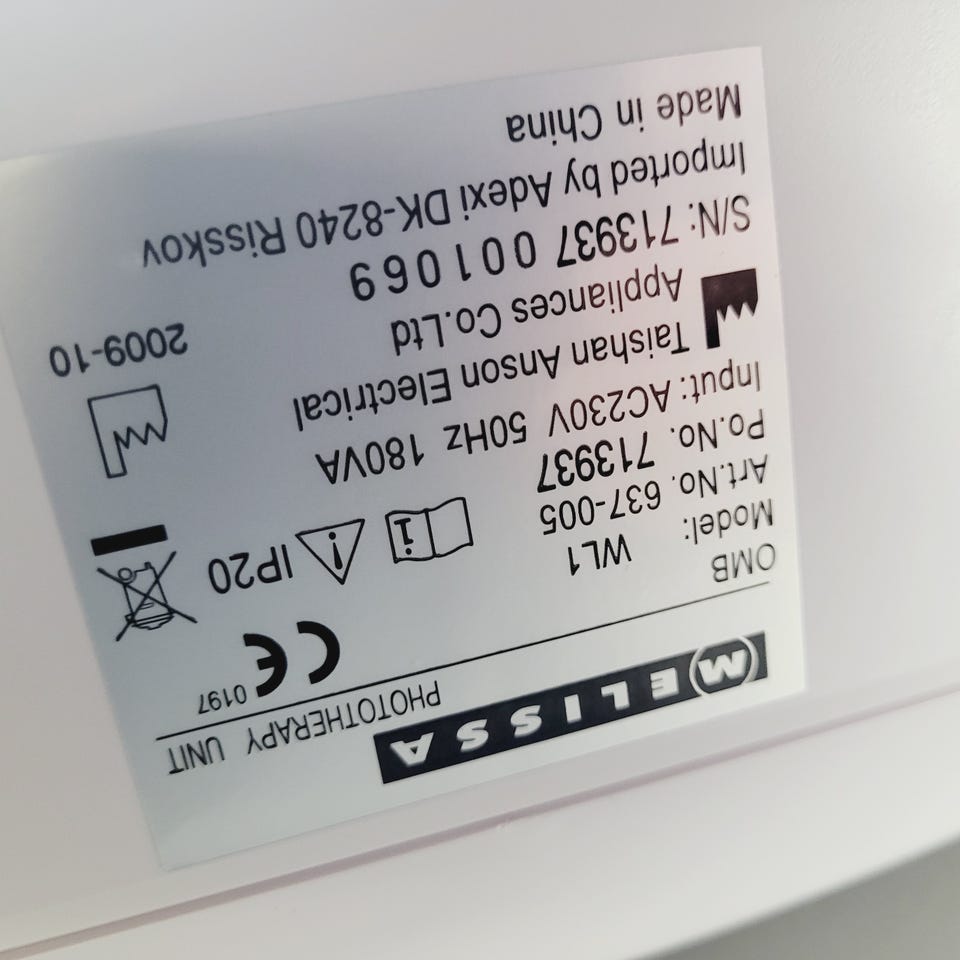 MELISSA
PHOTOTHERAPY UNIT
OMB
Model: WL1
Art.No. 637-005
Po.No. 713937
Input: AC230V 50Hz 180VA
0197
CE
IP20
Taishan Anson Electrical
Appliances Co.Ltd
2009-10
S/N: 713937 001069
Imported by Adexi DK-8240 Risskov
Made in China